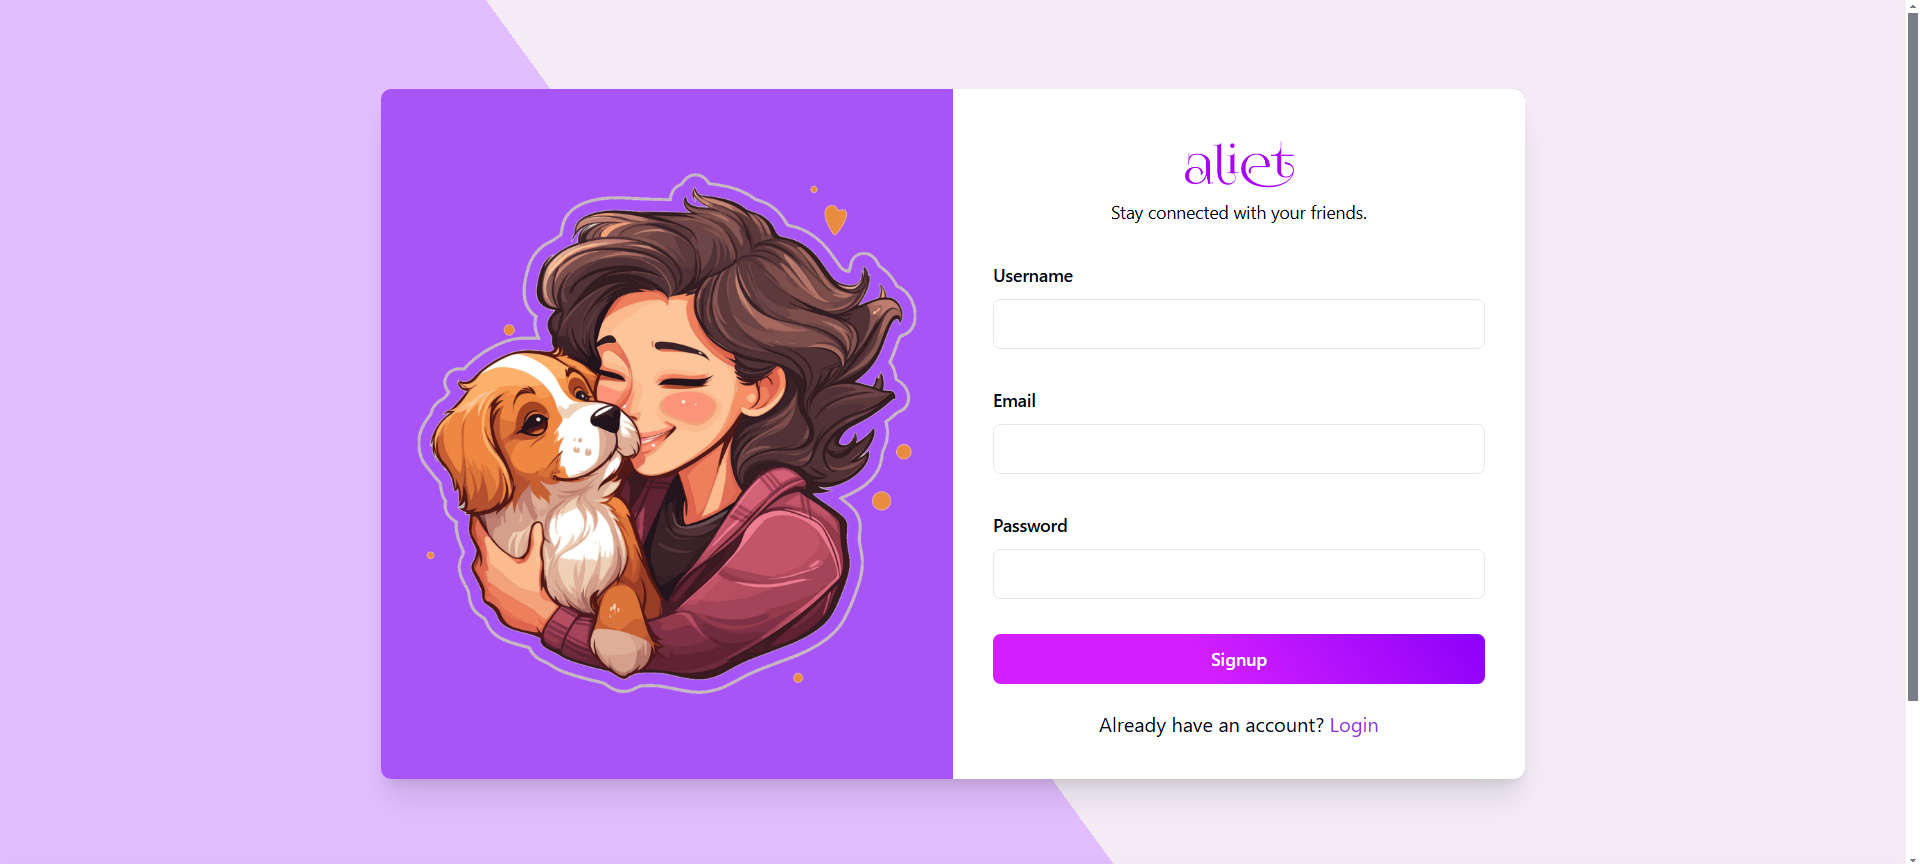 aliet
Stay connected with your friends.
Username
Email
Password
Signup
Already have an account? Login